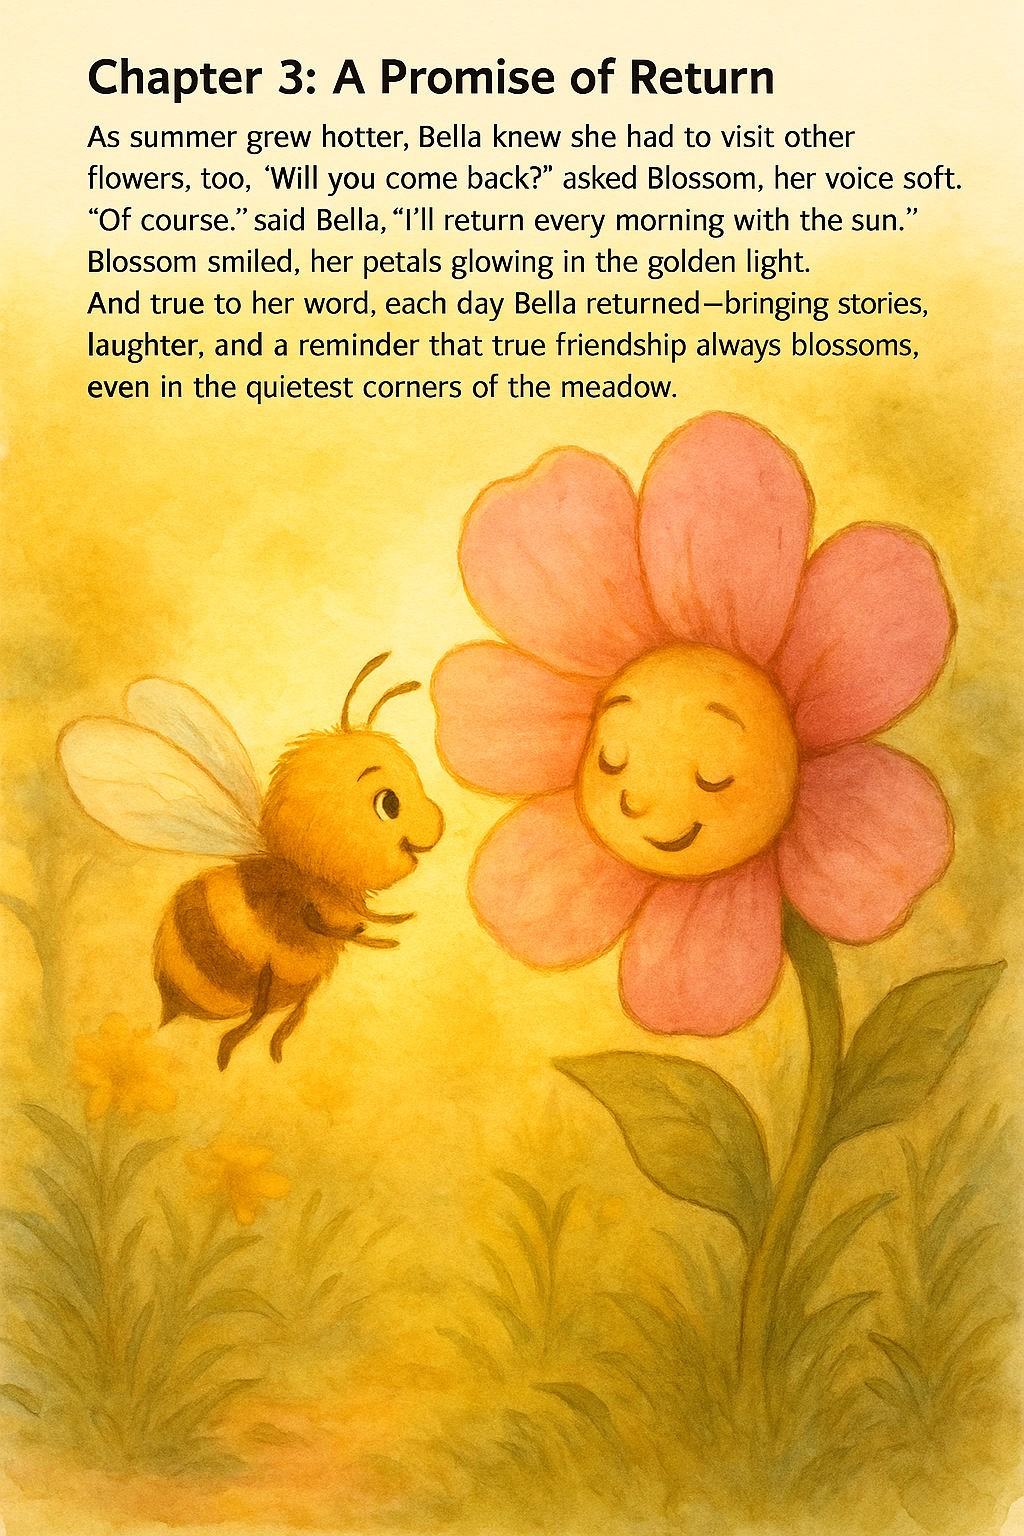 Chapter 3: A Promise of Return
As summer grew hotter, Bella knew she had to visit other
flowers, too, ‘Will you come back?” asked Blossom, her voice soft.
“Of course.” said Bella, “I’ll return every morning with the sun.”
Blossom smiled, her petals glowing in the golden light.
And true to her word, each day Bella returned—bringing stories,
laughter, and a reminder that true friendship always blossoms,
even in the quietest corners of the meadow.